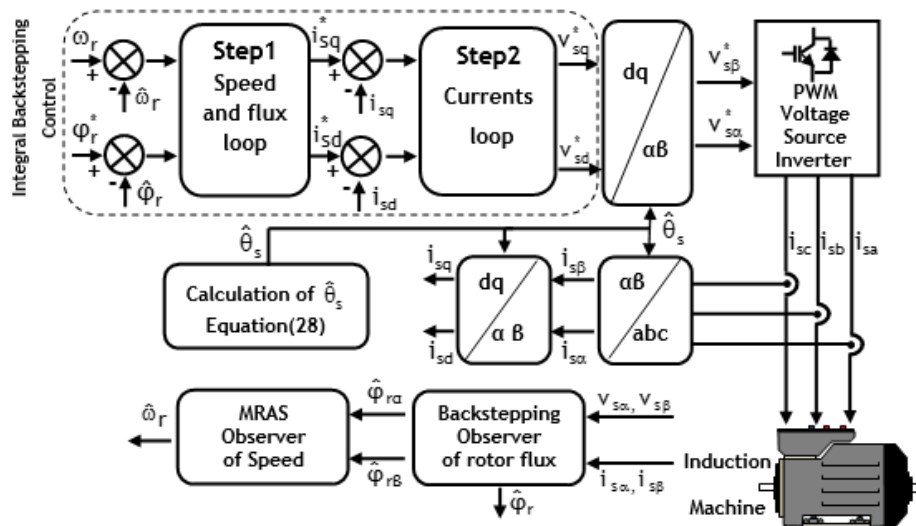 Integral Backstepping
Control
ω_r
+
-
ω̂_r
φ_r^*
+
-
φ̂_r
Step1
Speed
and flux
loop
i_sq^*
+
-
i_sq
i_sd^*
+
-
i_sd
Step2
Currents
loop
v_sq^*
v_sd^*
dq
αβ
v_sβ^*
v_sα^*
PWM
Voltage
Source
Inverter
i_sc
i_sb
i_sa
θ̂_s
θ̂_s
Calculation of θ̂_s
Equation(28)
i_sq
i_sd
dq
α β
i_sβ
i_sα
αβ
abc
ω̂_r
MRAS
Observer
of Speed
φ̂_rα
φ̂_rβ
Backstepping
Observer
of rotor flux
φ̂_r
v_sα, v_sβ
i_sα, i_sβ
Induction
Machine